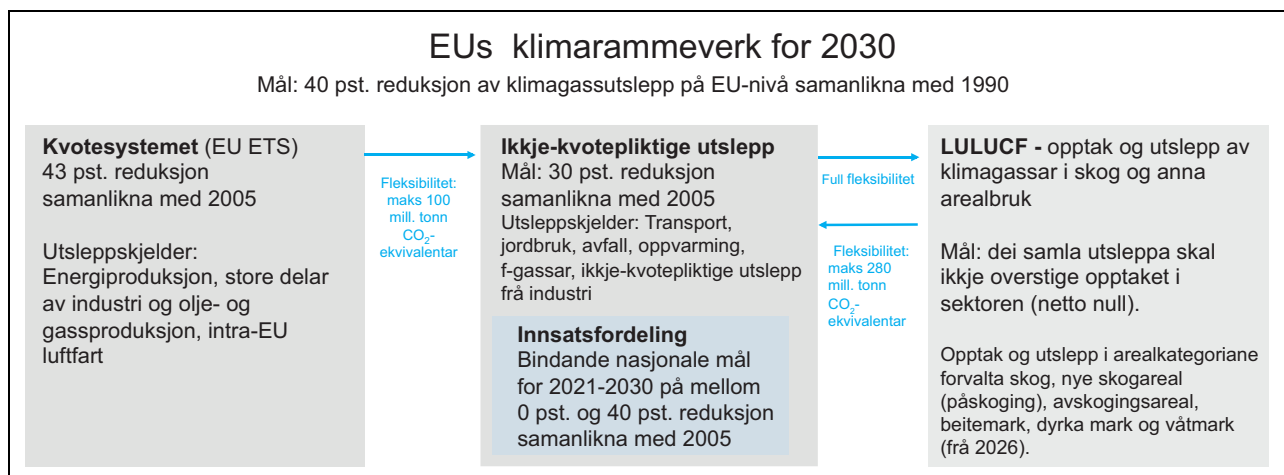 EUs klimarammeverk for 2030
Mål: 40 pst. reduksjon av klimagassutslepp på EU-nivå samanlikna med 1990
Kvotesystemet (EU ETS)
43 pst. reduksjon
samanlikna med 2005
Utsleppskjelder:
Energiproduksjon, store delar
av industri og olje- og
gassproduksjon, intra-EU
luftfart
Fleksibilitet:
maks 100
mill. tonn
CO₂-
ekvivalentar
Ikkje-kvotepliktige utslepp
Mål: 30 pst. reduksjon
samanlikna med 2005
Utsleppskjelder: Transport,
jordbruk, avfall, oppvarming,
f-gassar, ikkje-kvotepliktige utslepp
frå industri
Innsatsfordeling
Bindande nasjonale mål
for 2021-2030 på mellom
0 pst. og 40 pst. reduksjon
samanlikna med 2005
Full fleksibilitet
Fleksibilitet:
maks 280
mill. tonn
CO₂-
ekvivalentar
LULUCF - opptak og utslepp av
klimagassar i skog og anna
arealbruk
Mål: dei samla utsleppa skal
ikkje overstige opptaket i
sektoren (netto null).
Opptak og utslepp i arealkategoriane
forvalta skog, nye skogareal
(påskoging), avskogingsareal,
beitemark, dyrka mark og våtmark
(frå 2026).